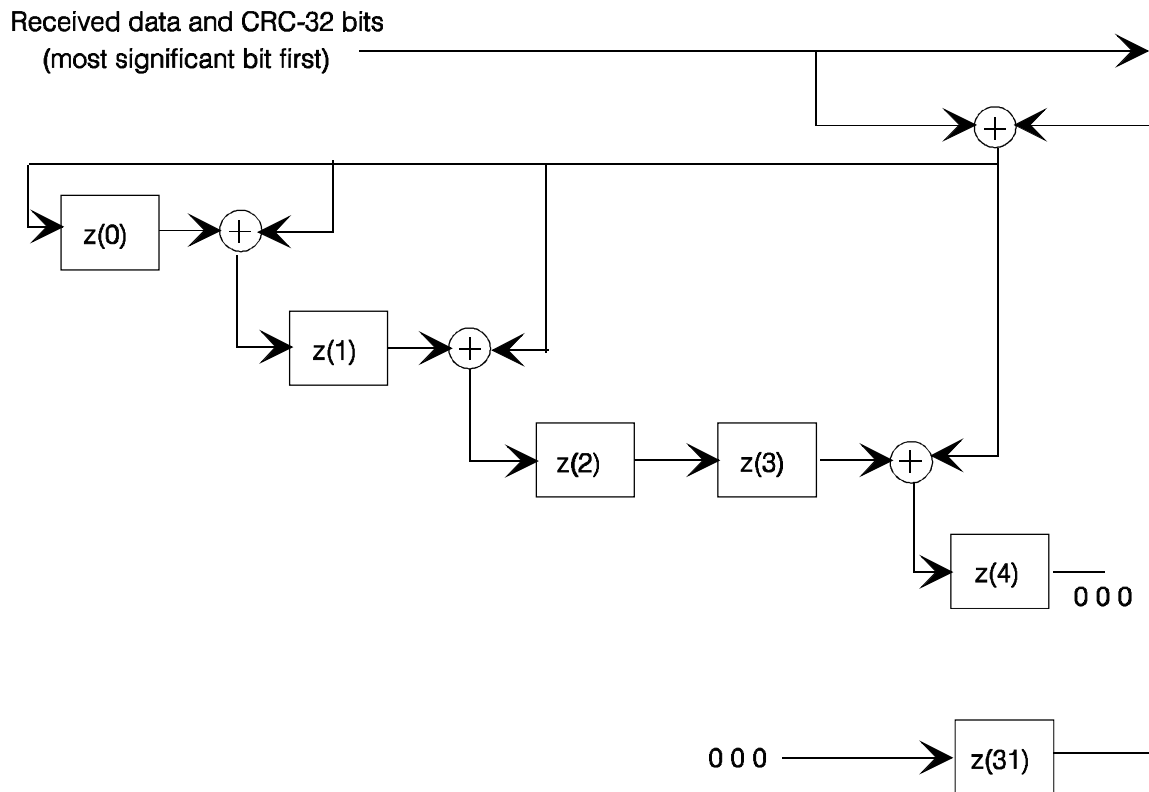 Received data and CRC-32 bits
(most significant bit first)
+
z(0)
+
z(1)
+
z(2)
z(3)
+
z(4)
0 0 0
0 0 0
z(31)